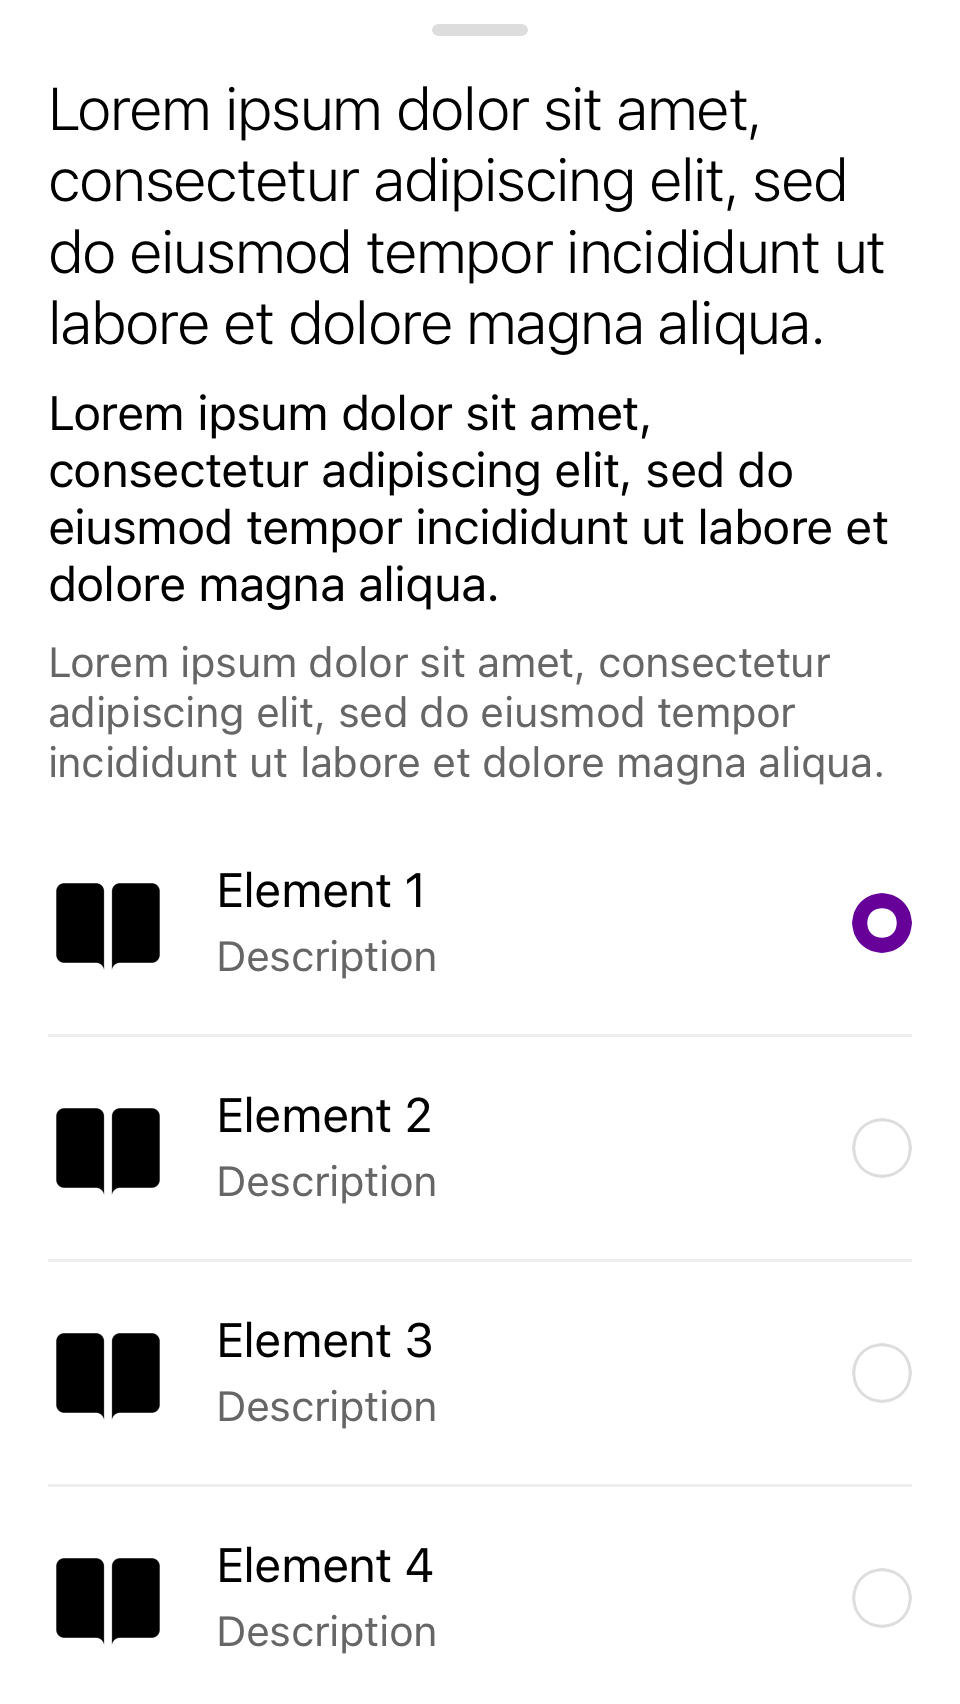 Lorem ipsum dolor sit amet,
consectetur adipiscing elit, sed
do eiusmod tempor incididunt ut
labore et dolore magna aliqua.
Lorem ipsum dolor sit amet,
consectetur adipiscing elit, sed do
eiusmod tempor incididunt ut labore et
dolore magna aliqua.
Lorem ipsum dolor sit amet, consectetur
adipiscing elit, sed do eiusmod tempor
incididunt ut labore et dolore magna aliqua.
Element 1
Description
Element 2
Description
Element 3
Description
Element 4
Description